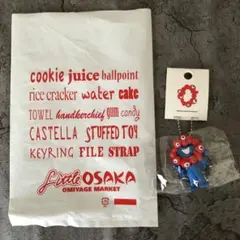 cookie juice ballpoint
rice cracker water cake
TOWEL handkerchief gum candy
CASTELLA STUFFED TOY
KEYRING FILE STRAP
Little OSAKA
OMIYAGE MARKET